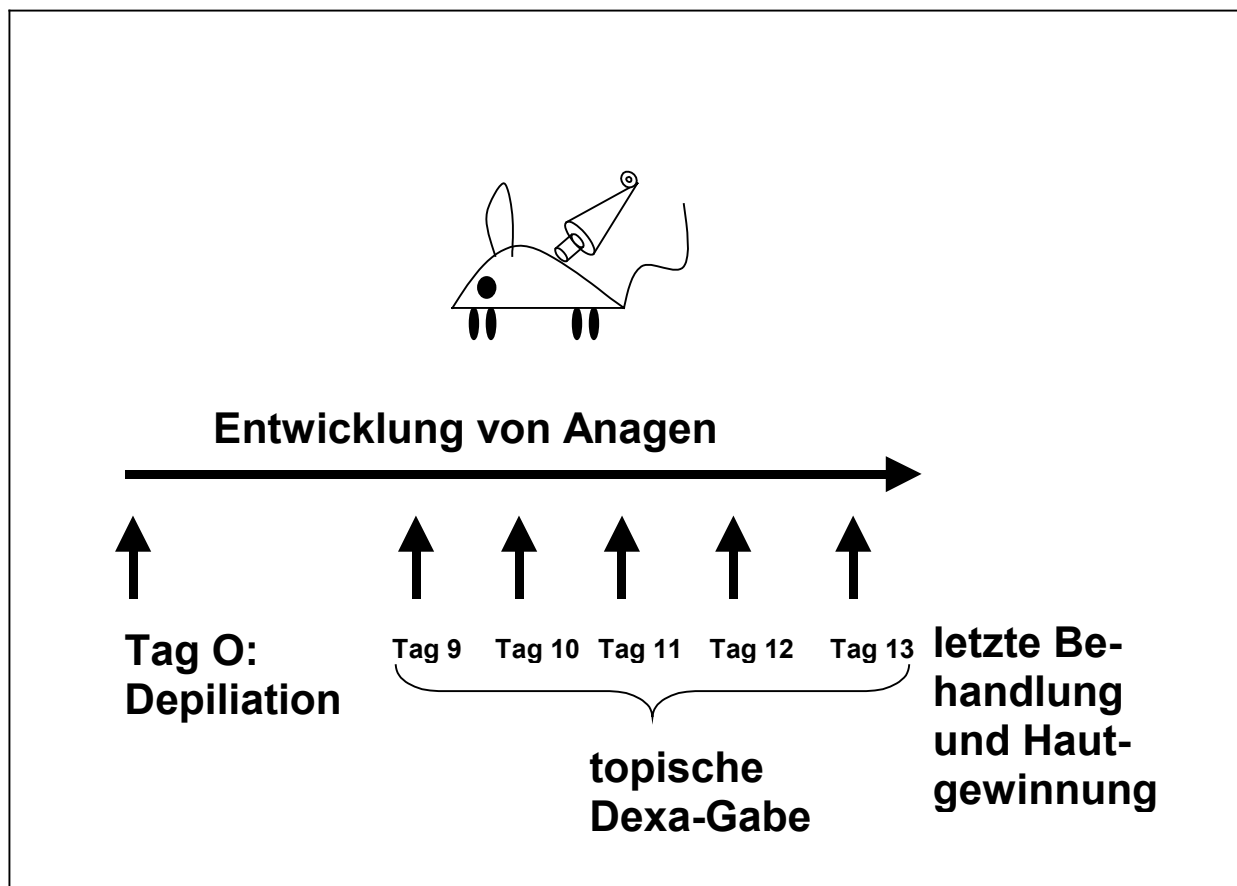 Entwicklung von Anagen
Tag O:
Depiliation
Tag 9
Tag 10
Tag 11
Tag 12
Tag 13
letzte Be-
handlung
und Haut-
gewinnung
topische
Dexa-Gabe